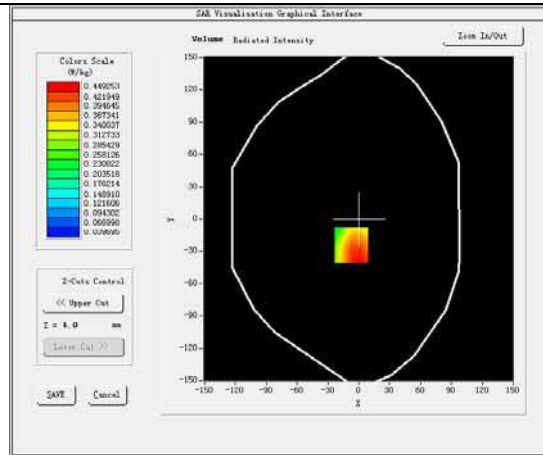 SAR Visualisation Graphical Interface
Volume Radiated Intensity
Zoom In/Out
Colors Scale
(W/kg)
0.449253
0.421949
0.394645
0.367341
0.340037
0.312733
0.285429
0.258126
0.230822
0.203518
0.176214
0.148910
0.121606
0.094302
0.066998
0.039695
150
120
90
60
30
0
-30
-60
-90
-120
-150
Y
-150 -120 -90 -60 -30 0 30 60 90 120 150
X
Z-Cuts Control
<< Upper Cut
Z = 4.0 mm
Lower Cut >>
SAVE Cancel